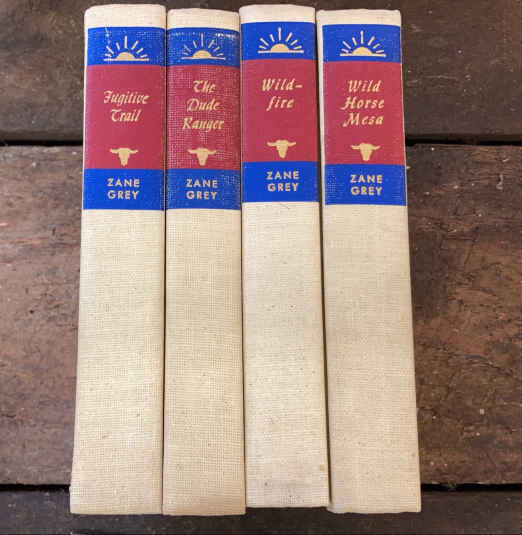 Fugitive
Trail
ZANE
GREY
The
Dude
Ranger
ZANE
GREY
Wild-
fire
ZANE
GREY
Wild
Horse
Mesa
ZANE
GREY